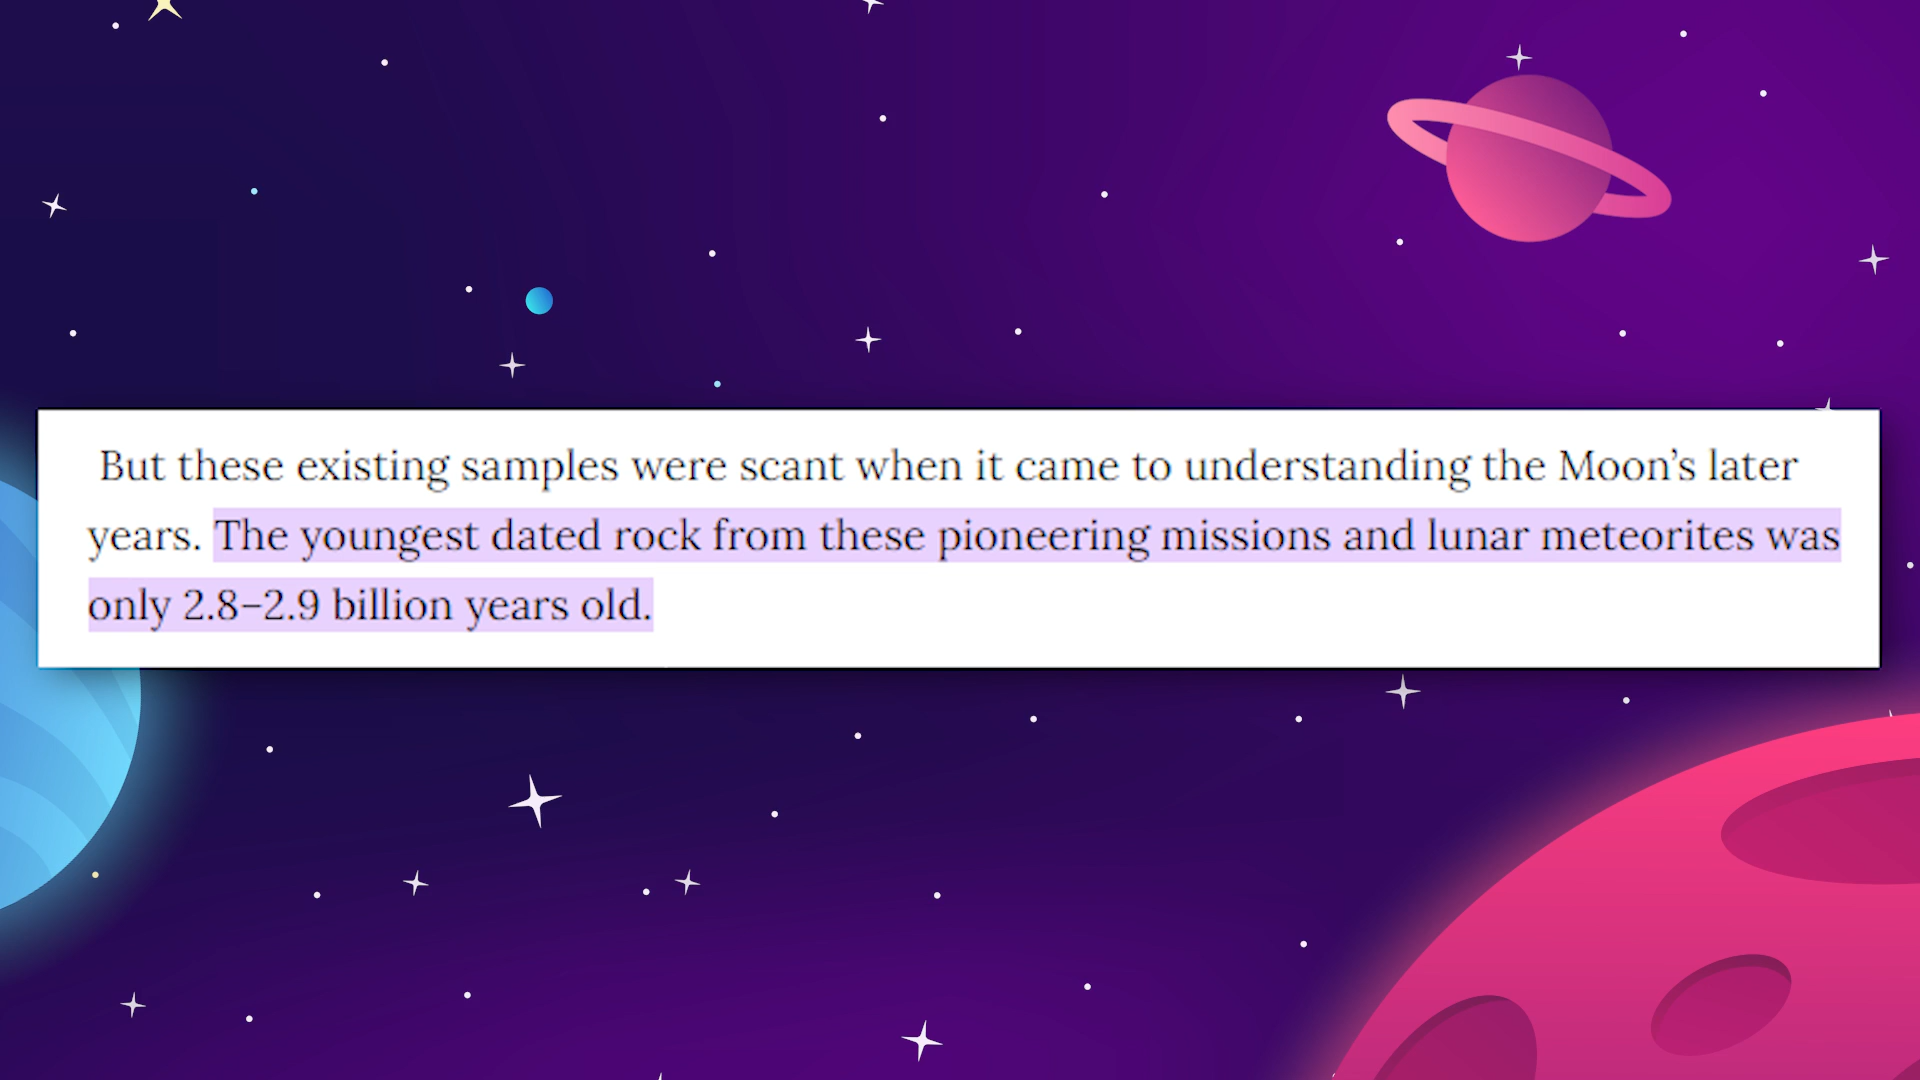 But these existing samples were scant when it came to understanding the Moon’s later
years. The youngest dated rock from these pioneering missions and lunar meteorites was
only 2.8–2.9 billion years old.